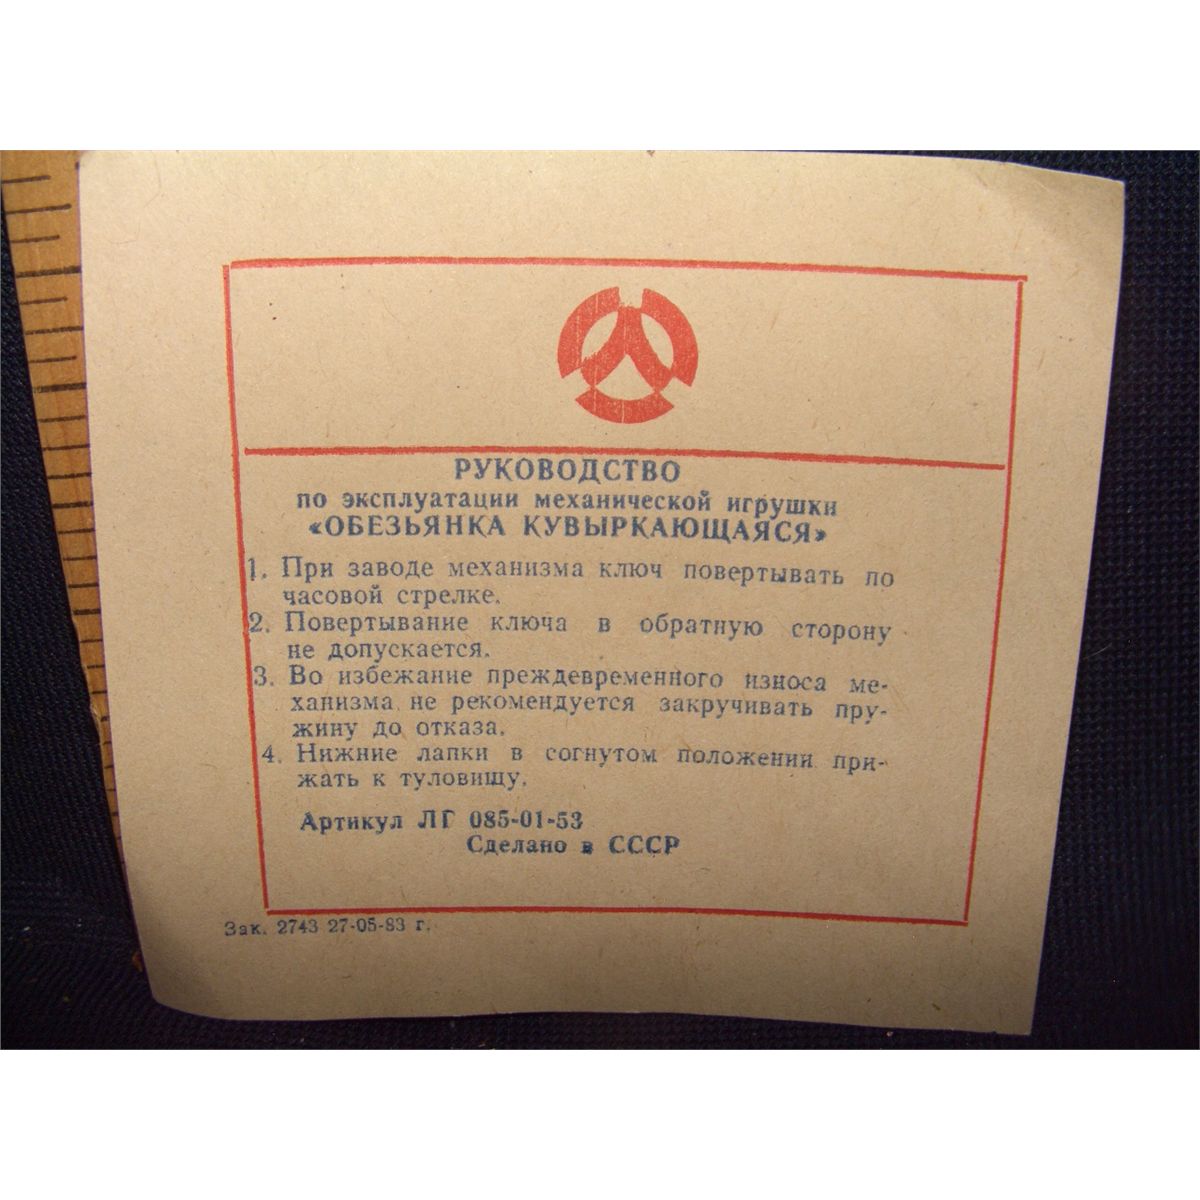 РУКОВОДСТВО
по эксплуатации механической игрушки
«ОБЕЗЬЯНКА КУВЫРКАЮЩАЯСЯ»
1. При заводе механизма ключ повертывать по
часовой стрелке.
2. Повертывание ключа в обратную сторону
не допускается.
3. Во избежание преждевременного износа ме-
ханизма не рекомендуется закручивать пру-
жину до отказа.
4. Нижние лапки в согнутом положении при-
жать к туловищу.
Артикул ЛГ 085-01-53
Сделано в СССР
Зак. 2743 27-05-83 г.